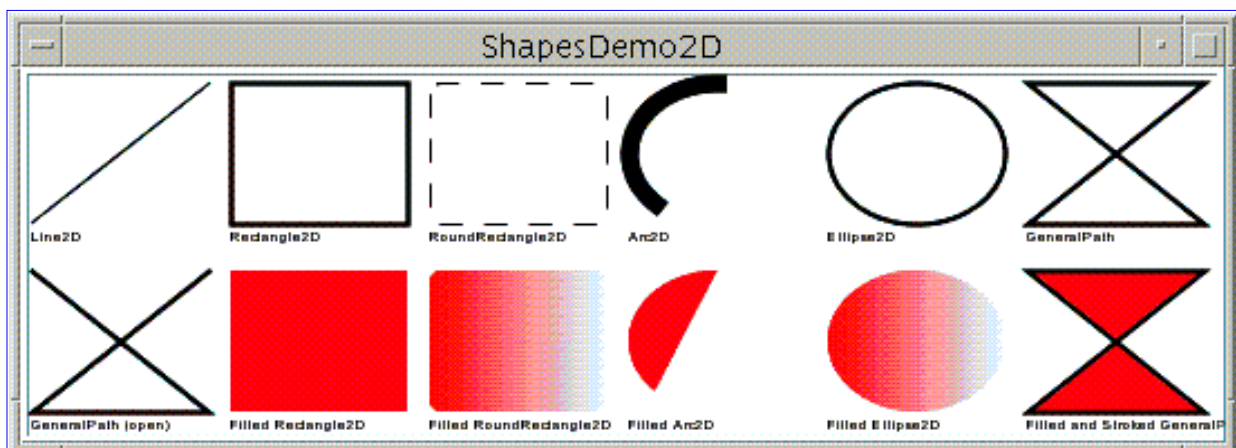 ShapesDemo2D
Line2D Rectangle2D RoundRectangle2D Arc2D Ellipse2D GeneralPath
GeneralPath (open) Filled Rectangle2D Filled RoundRectangle2D Filled Arc2D Filled Ellipse2D Filled and Stroked GeneralP